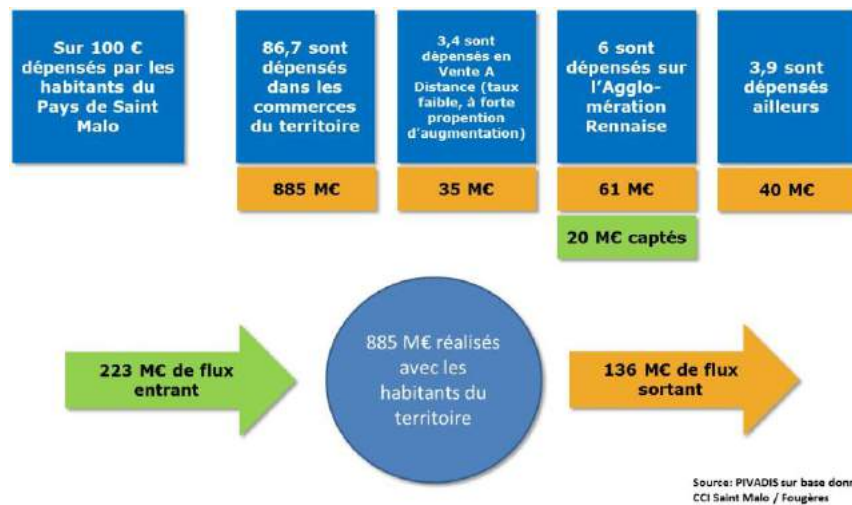 Sur 100 €
dépensés par les
habitants du
Pays de Saint
Malo
86,7 sont
dépensés
dans les
commerces
du territoire
885 M€
3,4 sont
dépensés en
Vente A
Distance (taux
faible, à forte
propention
d'augmentation)
35 M€
6 sont
dépensés sur
l'Agglo-
mération
Rennaise
61 M€
20 M€ captés
3,9 sont
dépensés
ailleurs
40 M€
223 M€ de flux
entrant
885 M€ réalisés
avec les
habitants du
territoire
136 M€ de flux
sortant
Source: PIVADIS sur base donn
CCI Saint Malo / Fougères